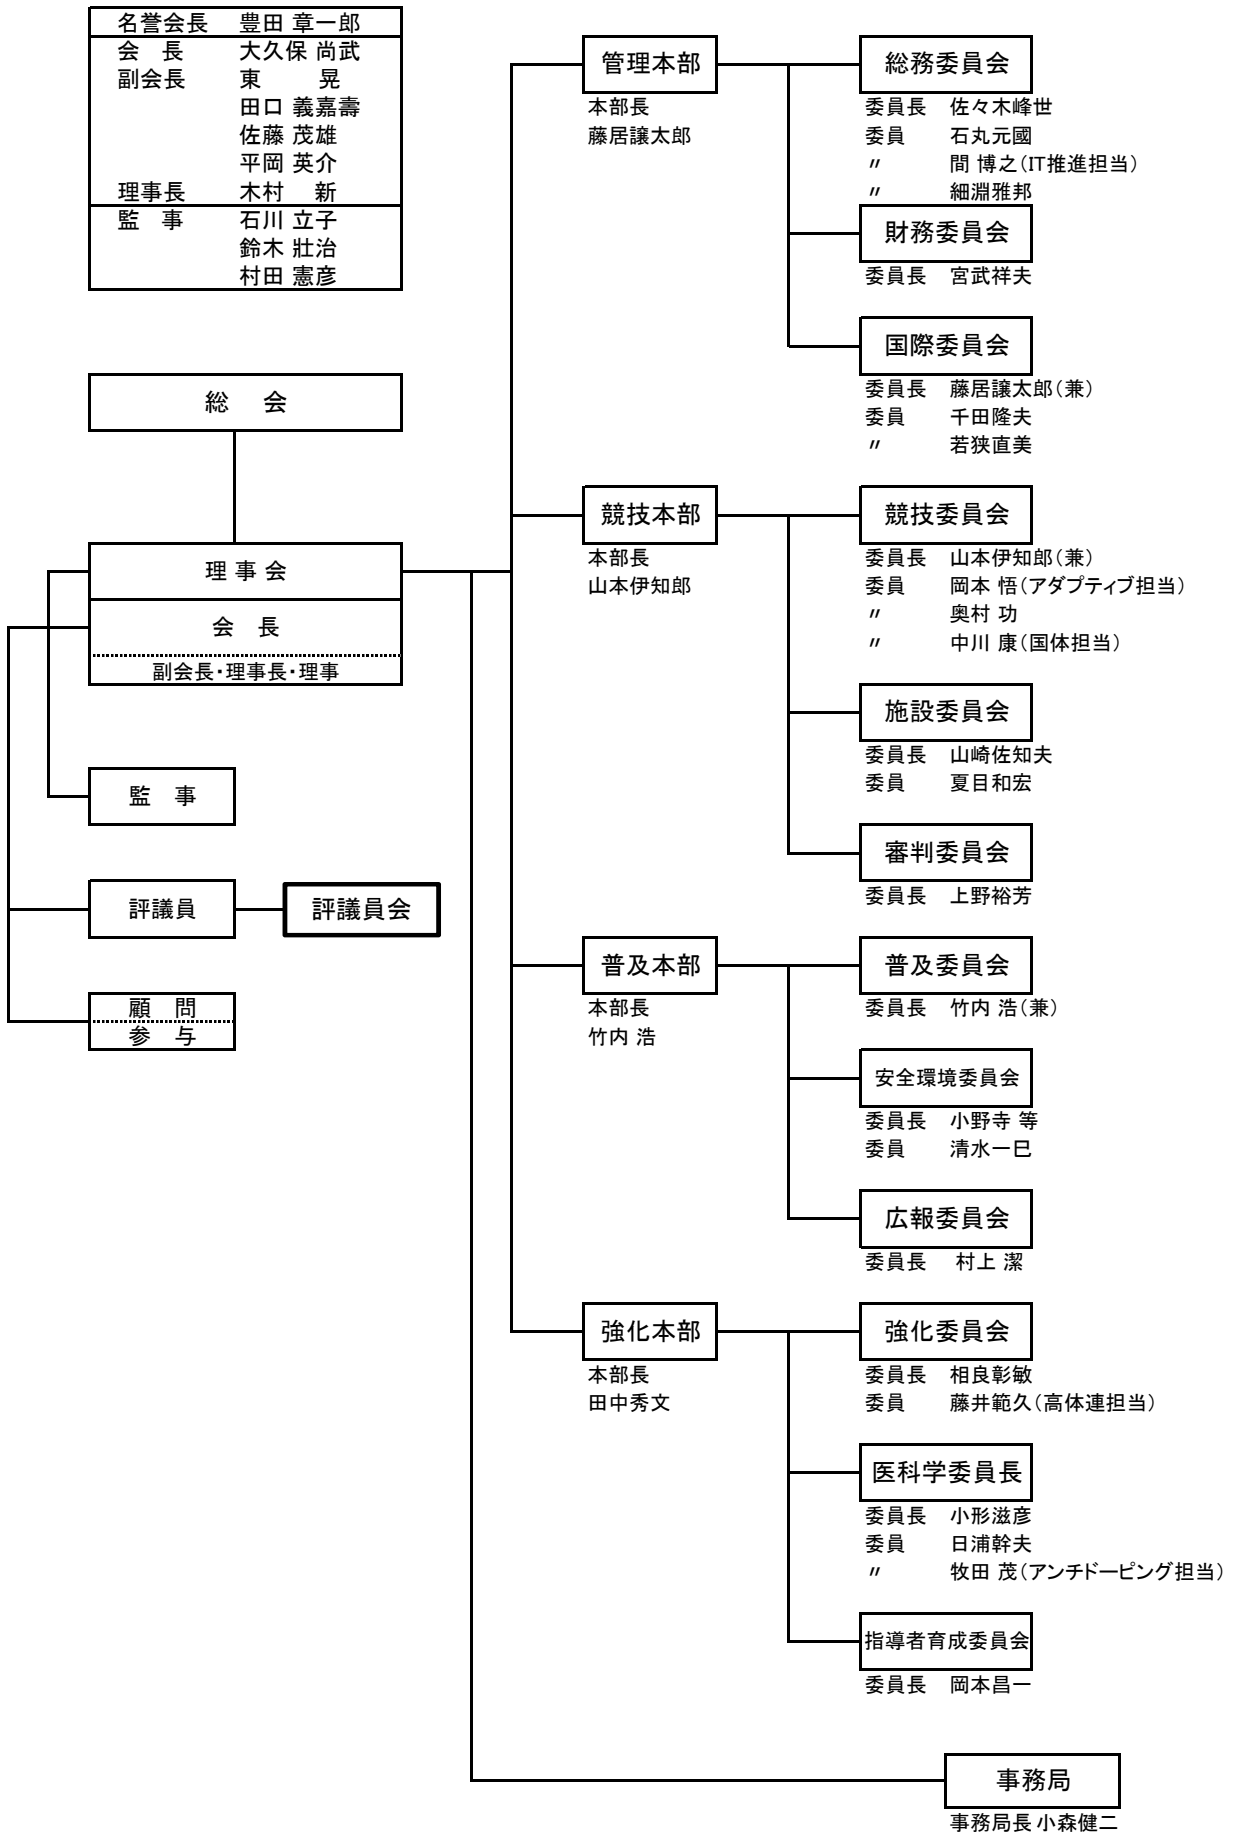 名誉会長 豊田 章一郎
会 長 大久保 尚武
副会長 東 晃
田口 義嘉壽
佐藤 茂雄
平岡 英介
理事長 木村 新
監 事 石川 立子
鈴木 壯治
村田 憲彦
総 会
理 事 会
会 長
副会長・理事長・理事
監 事
評議員
評議員会
顧 問
参 与
管理本部
本部長
藤居譲太郎
総務委員会
委員長 佐々木峰世
委員 石丸元國
〃 間 博之(IT推進担当)
〃 細淵雅邦
財務委員会
委員長 宮武祥夫
国際委員会
委員長 藤居譲太郎(兼)
委員 千田隆夫
〃 若狭直美
競技本部
本部長
山本伊知郎
競技委員会
委員長 山本伊知郎(兼)
委員 岡本 悟(アダプティブ担当)
〃 奥村 功
〃 中川 康(国体担当)
施設委員会
委員長 山崎佐知夫
委員 夏目和宏
審判委員会
委員長 上野裕芳
普及本部
本部長
竹内 浩
普及委員会
委員長 竹内 浩(兼)
安全環境委員会
委員長 小野寺 等
委員 清水一巳
広報委員会
委員長 村上 潔
強化本部
本部長
田中秀文
強化委員会
委員長 相良彰敏
委員 藤井範久(高体連担当)
医科学委員長
委員長 小形滋彦
委員 日浦幹夫
〃 牧田 茂(アンチドーピング担当)
指導者育成委員会
委員長 岡本昌一
事務局
事務局長 小森健二